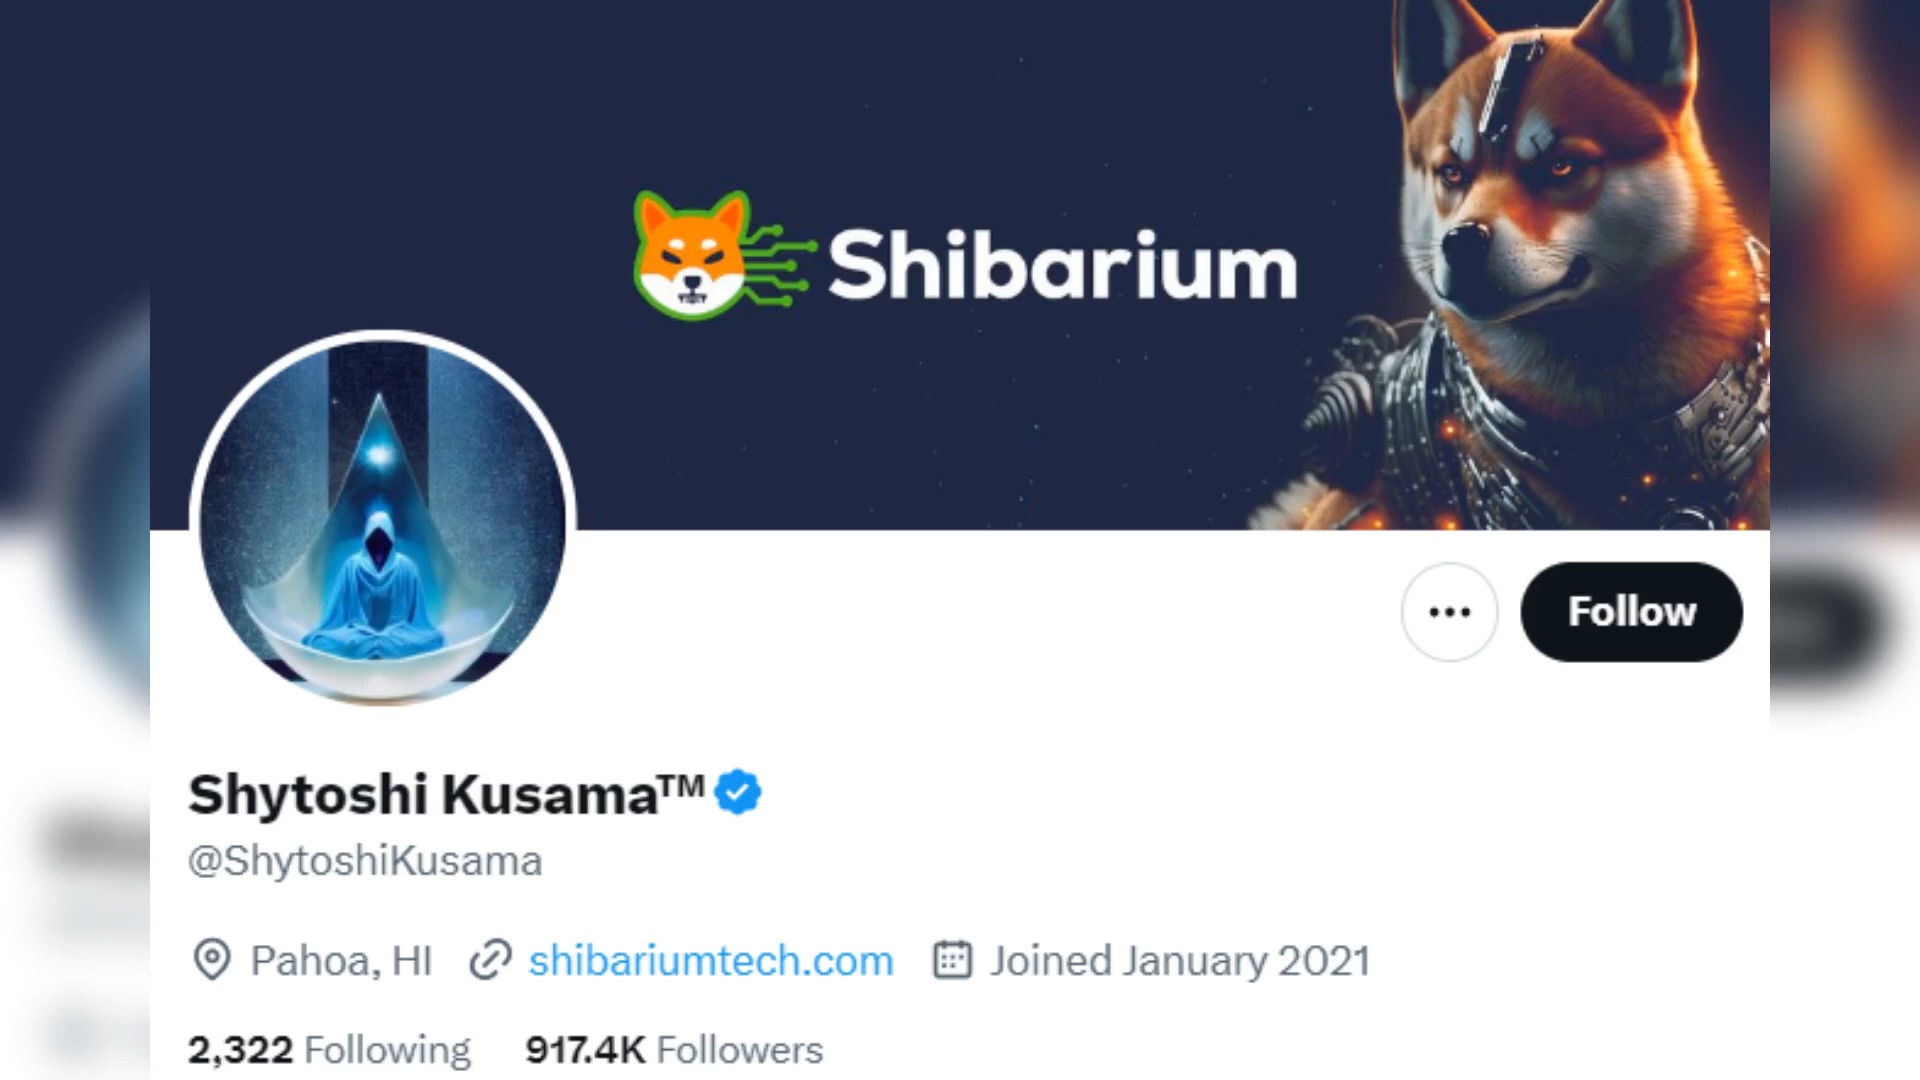 Shibarium
Follow
Shytoshi Kusama™
@ShytoshiKusama
Pahoa, HI shibariumtech.com Joined January 2021
2,322 Following 917.4K Followers